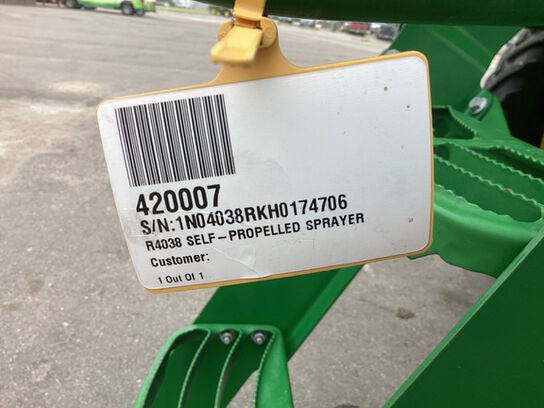 420007
S/N:1N04038RKH0174706
R4038 SELF-PROPELLED SPRAYER
Customer:
1 Out Of 1